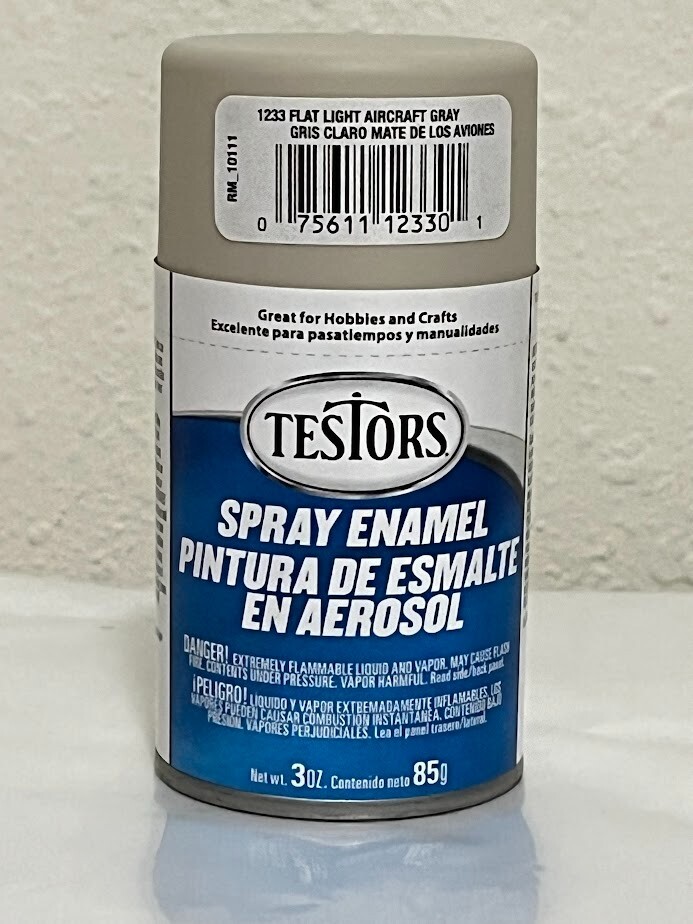 1233 FLAT LIGHT AIRCRAFT GRAY
GRIS CLARO MATE DE LOS AVIONES
RM_10111
0 75611 12330 1
Great for Hobbies and Crafts
Excelente para pasatiempos y manualidades
TESTORS
SPRAY ENAMEL
PINTURA DE ESMALTE
EN AEROSOL
DANGER! EXTREMELY FLAMMABLE LIQUID AND VAPOR. MAY CAUSE FLASH
FIRE. CONTENTS UNDER PRESSURE. VAPOR HARMFUL. Read side/back panel.
¡PELIGRO! LIQUIDO Y VAPOR EXTREMADAMENTE INFLAMABLES. LOS
VAPORES PUEDEN CAUSAR COMBUSTION INSTANTÁNEA. CONTENIDO BAJO
PRESIÓN. VAPORES PERJUDICIALES. Lea el panel trasero/lateral.
Net wt. 3OZ. Contenido neto 85g